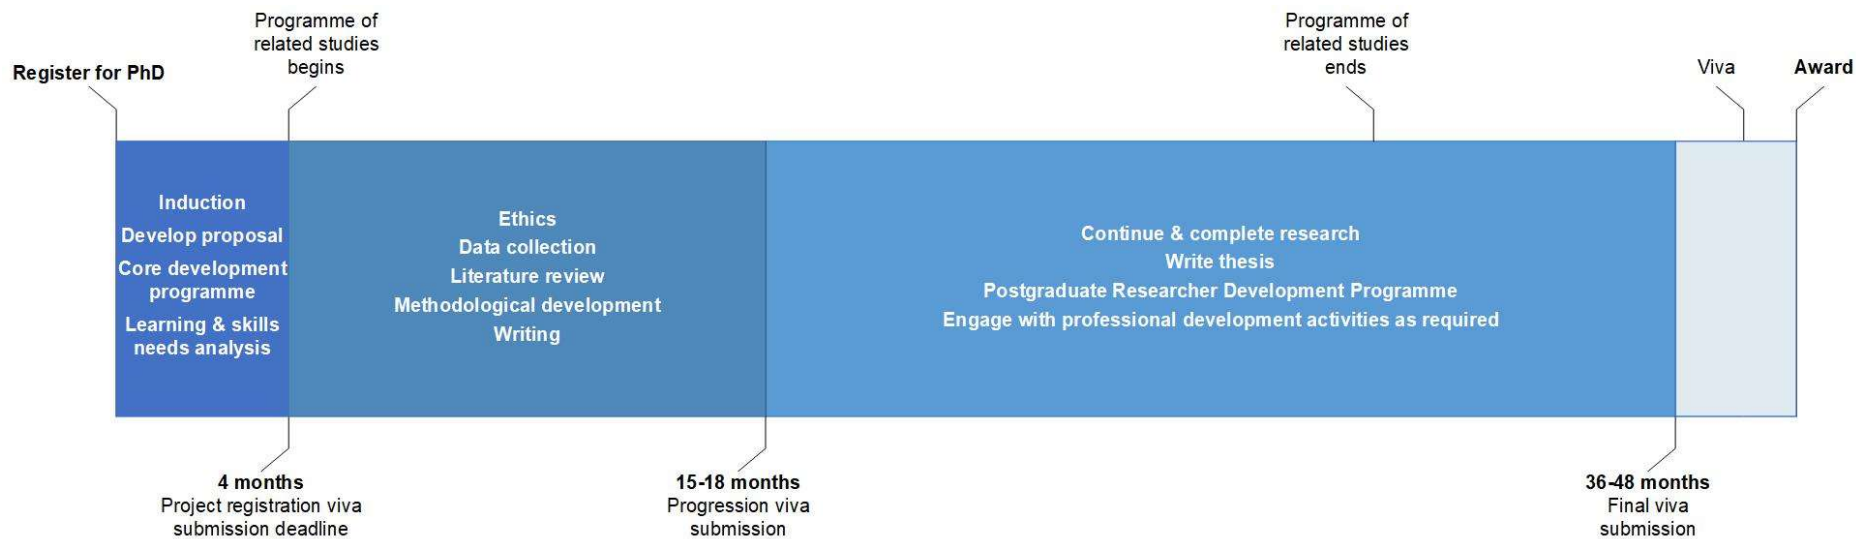 Register for PhD
Programme of
related studies
begins
Programme of
related studies
ends
Viva
Award
Induction
Develop proposal
Core development
programme
Learning & skills
needs analysis
Ethics
Data collection
Literature review
Methodological development
Writing
Continue & complete research
Write thesis
Postgraduate Researcher Development Programme
Engage with professional development activities as required
4 months
Project registration viva
submission deadline
15-18 months
Progression viva
submission
36-48 months
Final viva
submission